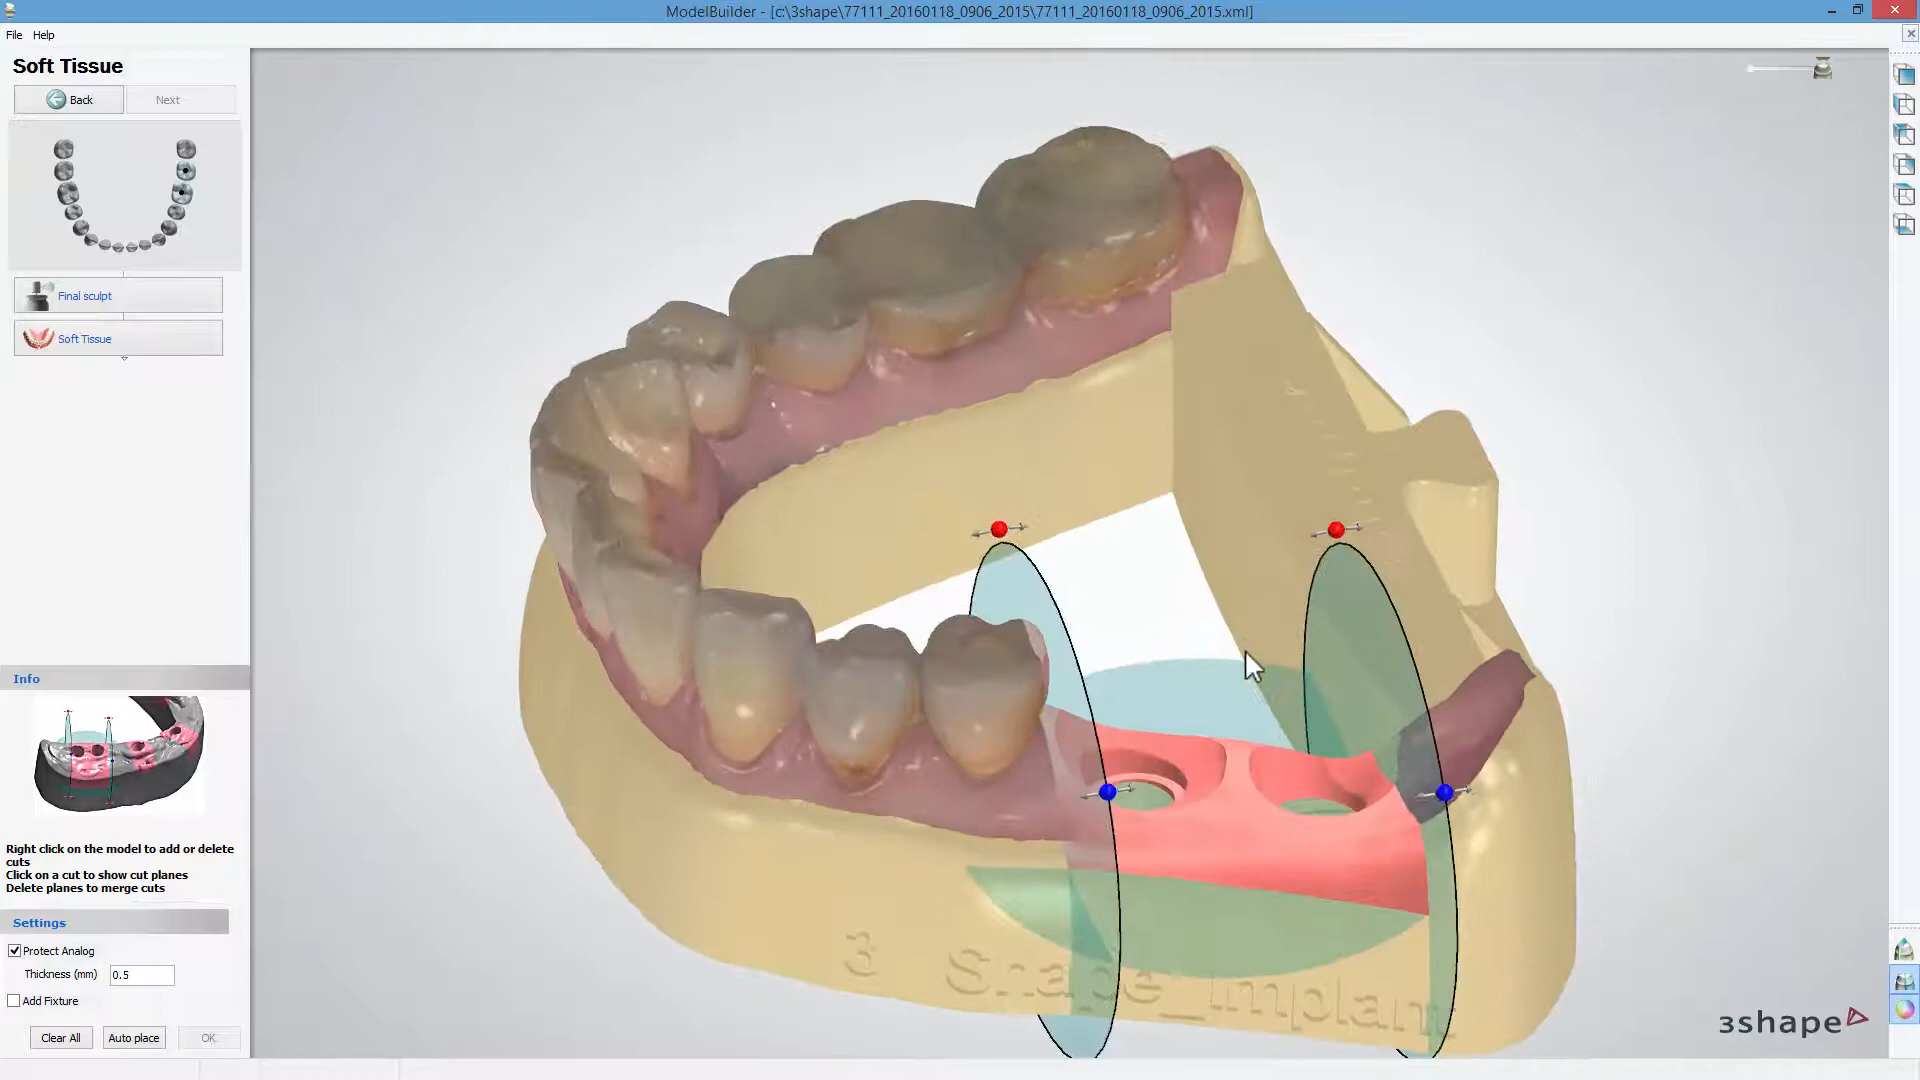 ModelBuilder - [c:\3shape\77111_20160118_0906_2015\77111_20160118_0906_2015.xml]
File Help
Soft Tissue
Back Next
Final sculpt
Soft Tissue
Info
Right click on the model to add or delete
cuts
Click on a cut to show cut planes
Delete planes to merge cuts
Settings
Protect Analog
Thickness (mm) 0.5
Add Fixture
Clear All Auto place OK
3 Shape_Implant
3shape